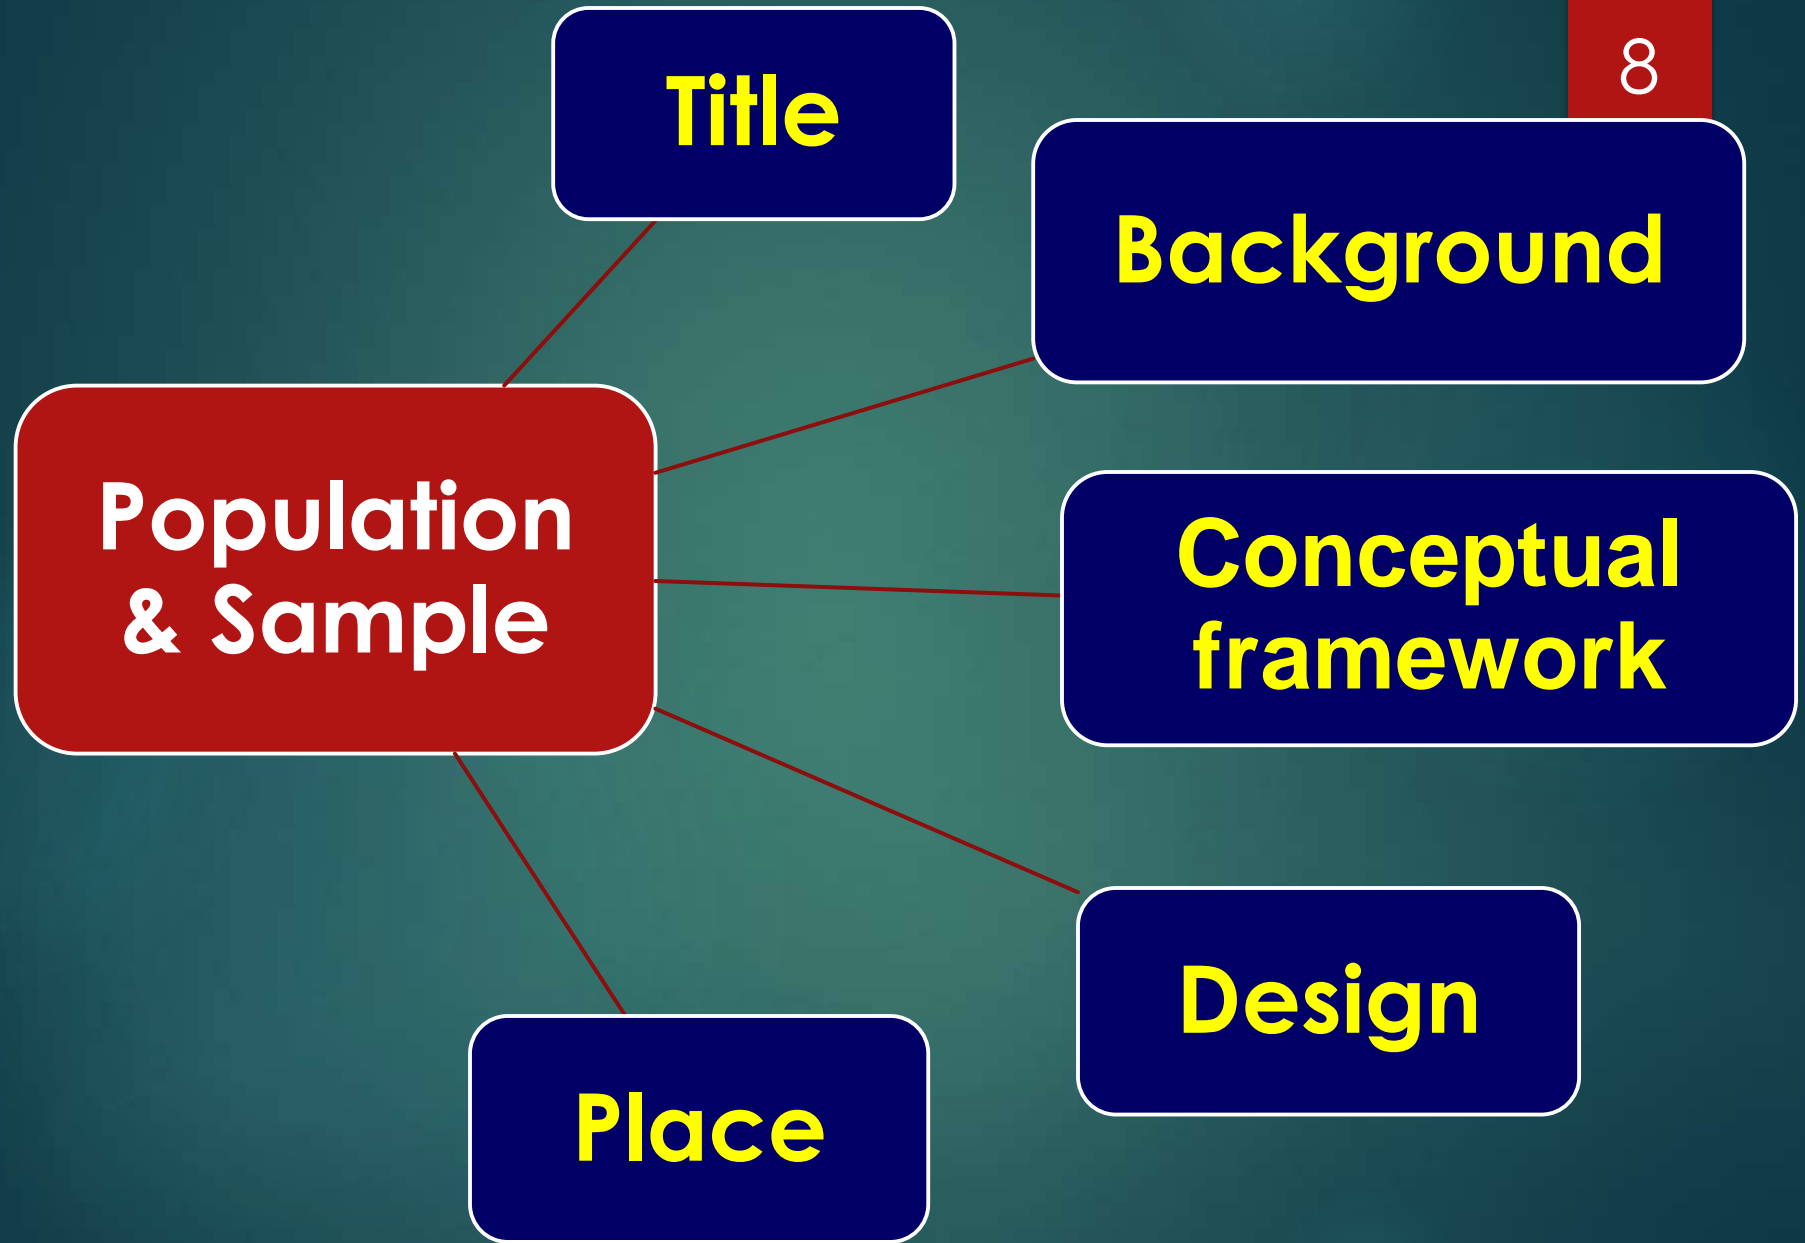 8
Title
Background
Population
& Sample
Conceptual
framework
Design
Place